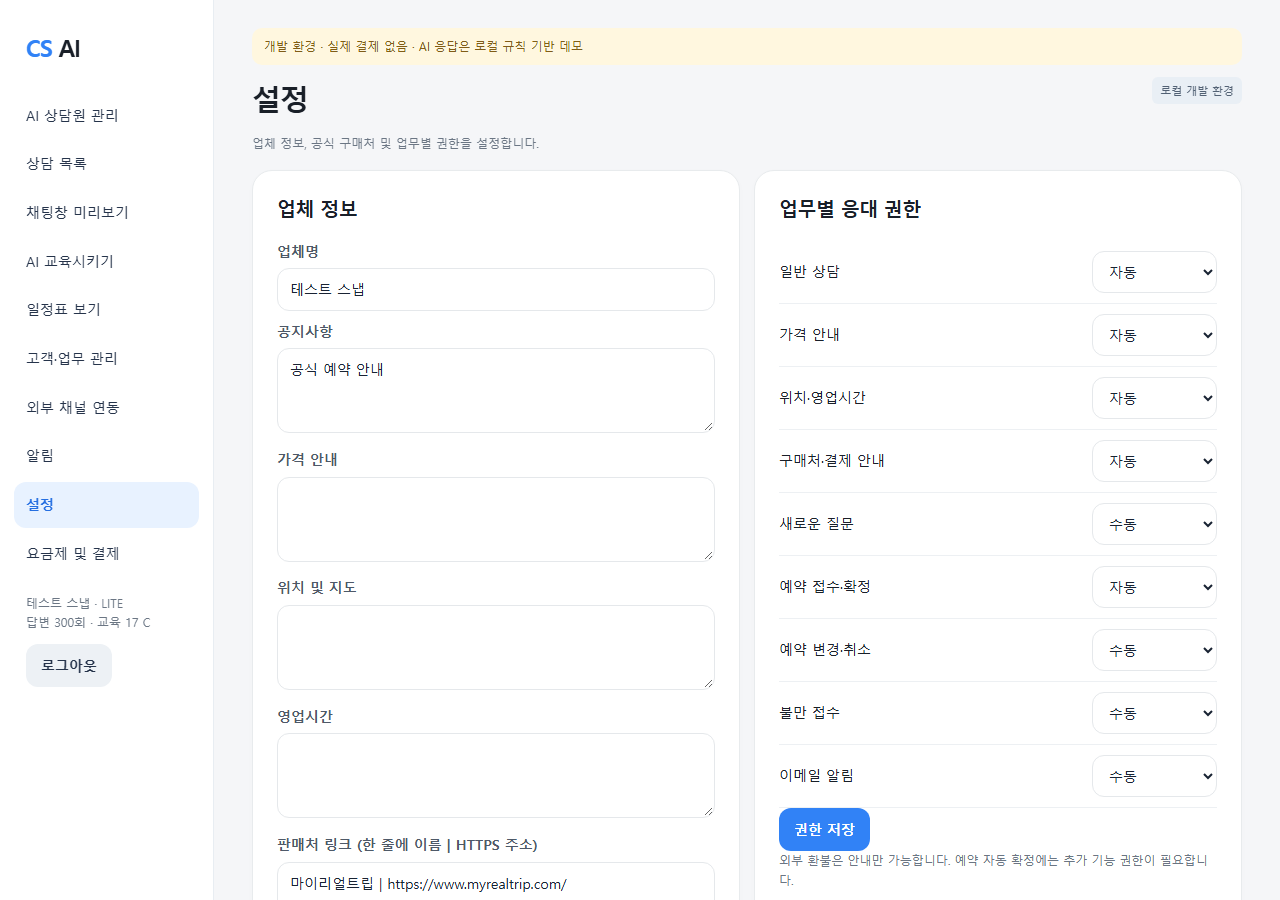 CS AI
AI 상담원 관리
상담 목록
채팅창 미리보기
AI 교육시키기
일정표 보기
고객·업무 관리
외부 채널 연동
알림
설정
요금제 및 결제
테스트 스냅 · LITE
답변 300회 · 교육 17 C
로그아웃
개발 환경 · 실제 결제 없음 · AI 응답은 로컬 규칙 기반 데모
설정
로컬 개발 환경
업체 정보, 공식 구매처 및 업무별 권한을 설정합니다.
업체 정보
업체명
테스트 스냅
공지사항
공식 예약 안내
가격 안내
위치 및 지도
영업시간
판매처 링크 (한 줄에 이름 | HTTPS 주소)
마이리얼트립 | https://www.myrealtrip.com/
업무별 응대 권한
일반 상담
자동
가격 안내
자동
위치·영업시간
자동
구매처·결제 안내
자동
새로운 질문
수동
예약 접수·확정
자동
예약 변경·취소
수동
불만 접수
수동
이메일 알림
수동
권한 저장
외부 환불은 안내만 가능합니다. 예약 자동 확정에는 추가 기능 권한이 필요합니
다.